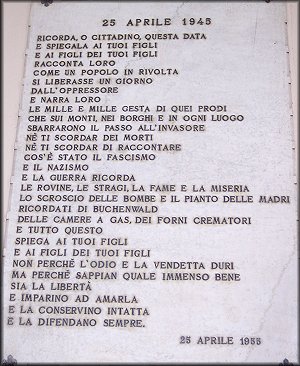 25 APRILE 1945
RICORDA, O CITTADINO, QUESTA DATA
E SPIEGALA AI TUOI FIGLI
E AI FIGLI DEI TUOI FIGLI
RACCONTA LORO
COME UN POPOLO IN RIVOLTA
SI LIBERASSE UN GIORNO
DALL'OPPRESSORE
E NARRA LORO
LE MILLE E MILLE GESTA DI QUEI PRODI
CHE SUI MONTI, NEI BORGHI E IN OGNI LUOGO
SBARRARONO IL PASSO ALL'INVASORE
NÈ TI SCORDAR DEI MORTI
NÈ TI SCORDAR DI RACCONTARE
COS'È STATO IL FASCISMO
E IL NAZISMO
E LA GUERRA RICORDA
LE ROVINE, LE STRAGI, LA FAME E LA MISERIA
LO SCROSCIO DELLE BOMBE E IL PIANTO DELLE MADRI
RICORDATI DI BUCHENWALD
DELLE CAMERE A GAS, DEI FORNI CREMATORI
E TUTTO QUESTO
SPIEGA AI TUOI FIGLI
E AI FIGLI DEI TUOI FIGLI
NON PERCHÈ L'ODIO E LA VENDETTA DURI
MA PERCHÈ SAPPIAN QUALE IMMENSO BENE
SIA LA LIBERTÀ
E IMPARINO AD AMARLA
E LA CONSERVINO INTATTA
E LA DIFENDANO SEMPRE.
25 APRILE 1955